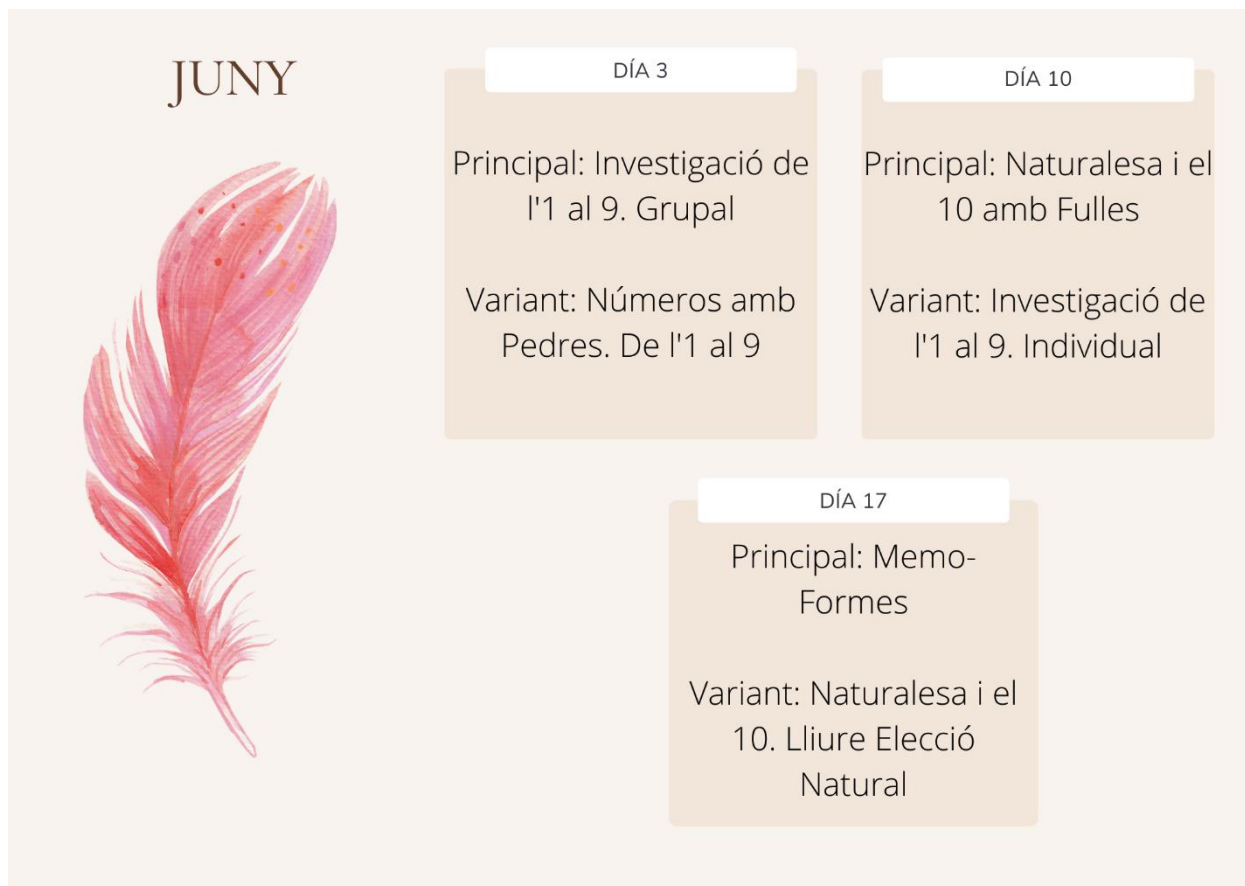 JUNY
DÍA 3
Principal: Investigació de
l'1 al 9. Grupal
Variant: Números amb
Pedres. De l'1 al 9
DÍA 10
Principal: Naturalesa i el
10 amb Fulles
Variant: Investigació de
l'1 al 9. Individual
DÍA 17
Principal: Memo-
Formes
Variant: Naturalesa i el
10. Lliure Elecció
Natural